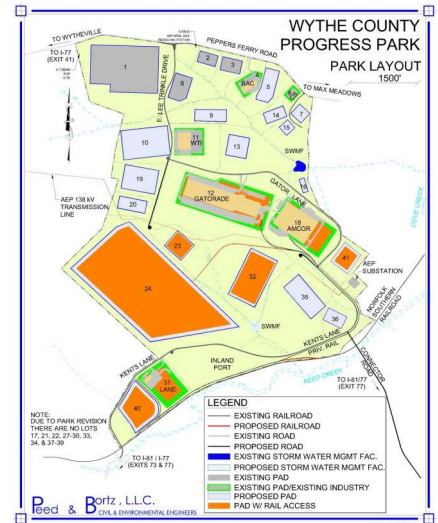 WYTHE COUNTY
PROGRESS PARK
PARK LAYOUT
1500'
TO WYTHEVILLE
TO I-77
(EXIT 41)
PEPPERS FERRY ROAD
TO MAX MEADOWS
E. LEE TRINKLE DRIVE
1
2
3
4
BAC
5
6
7
9
14
15
10
11
WTI
13
SWMF
19
20
12
GATORADE
GATOR LANE
16
18
AMCOR
COVE CREEK
AEP 138 kV
TRANSMISSION
LINE
23
24
32
41
AEP
SUBSTATION
35
36
NORFOLK
SOUTHERN
RAILROAD
SWMF
KENTS LANE
PRIV. RAIL
KENTS LANE
INLAND
PORT
REED CREEK
CONNECTOR
ROAD
TO I-81/77
(EXIT 77)
31
LANE
40
NOTE:
DUE TO PARK REVISION
THERE ARE NO LOTS
17, 21, 22, 27-30, 33,
34, & 37-39
TO I-81 / I-77
(EXITS 73 & 77)
LEGEND
EXISTING RAILROAD
PROPOSED RAILROAD
EXISTING ROAD
PROPOSED ROAD
EXISTING STORM WATER MGMT FAC.
PROPOSED STORM WATER MGMT FAC.
EXISTING PAD
EXISTING PAD/EXISTING INDUSTRY
PROPOSED PAD
PAD W/ RAIL ACCESS
Peed & Bortz, L.L.C.
CIVIL & ENVIRONMENTAL ENGINEERS